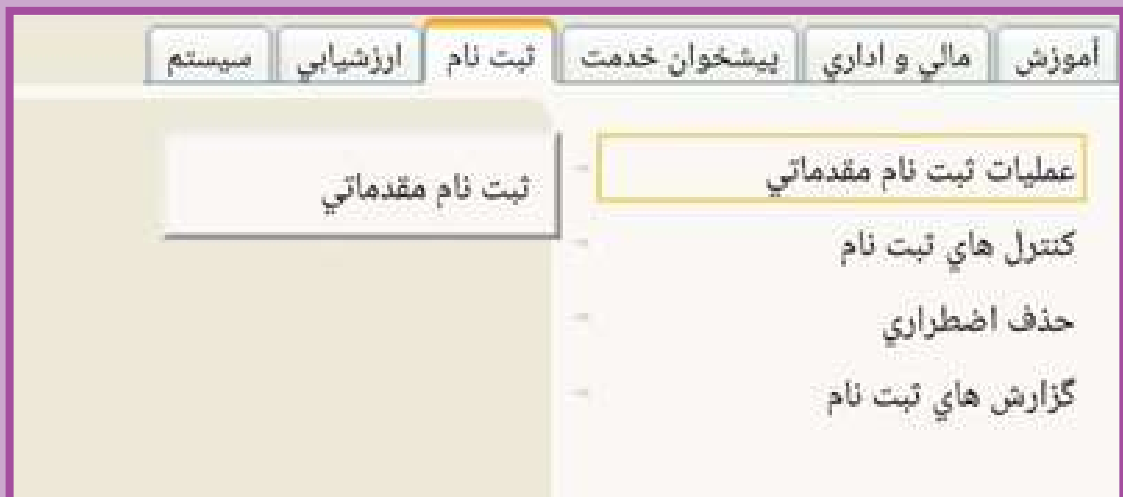 آموزش مالي و اداري پيشخوان خدمت ثبت نام ارزشيابي سيستم
عمليات ثبت نام مقدماتي
ثبت نام مقدماتي
كنترل هاي ثبت نام
حذف اضطراري
گزارش هاي ثبت نام